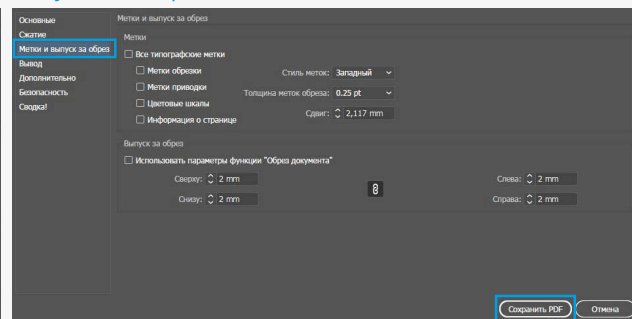 Основные
Сжатие
Метки и выпуск за обрез
Вывод
Дополнительно
Безопасность
Сводка!
Метки и выпуск за обрез
Метки
Все типографские метки
Метки обрезки
Метки приводки
Цветовые шкалы
Информация о странице
Стиль меток: Западный
Толщина меток обреза: 0.25 pt
Сдвиг: 2,117 mm
Выпуск за обрез
Использовать параметры функции "Обрез документа"
Сверху: 2 mm
Слева: 2 mm
Снизу: 2 mm
Справа: 2 mm
Сохранить PDF
Отмена